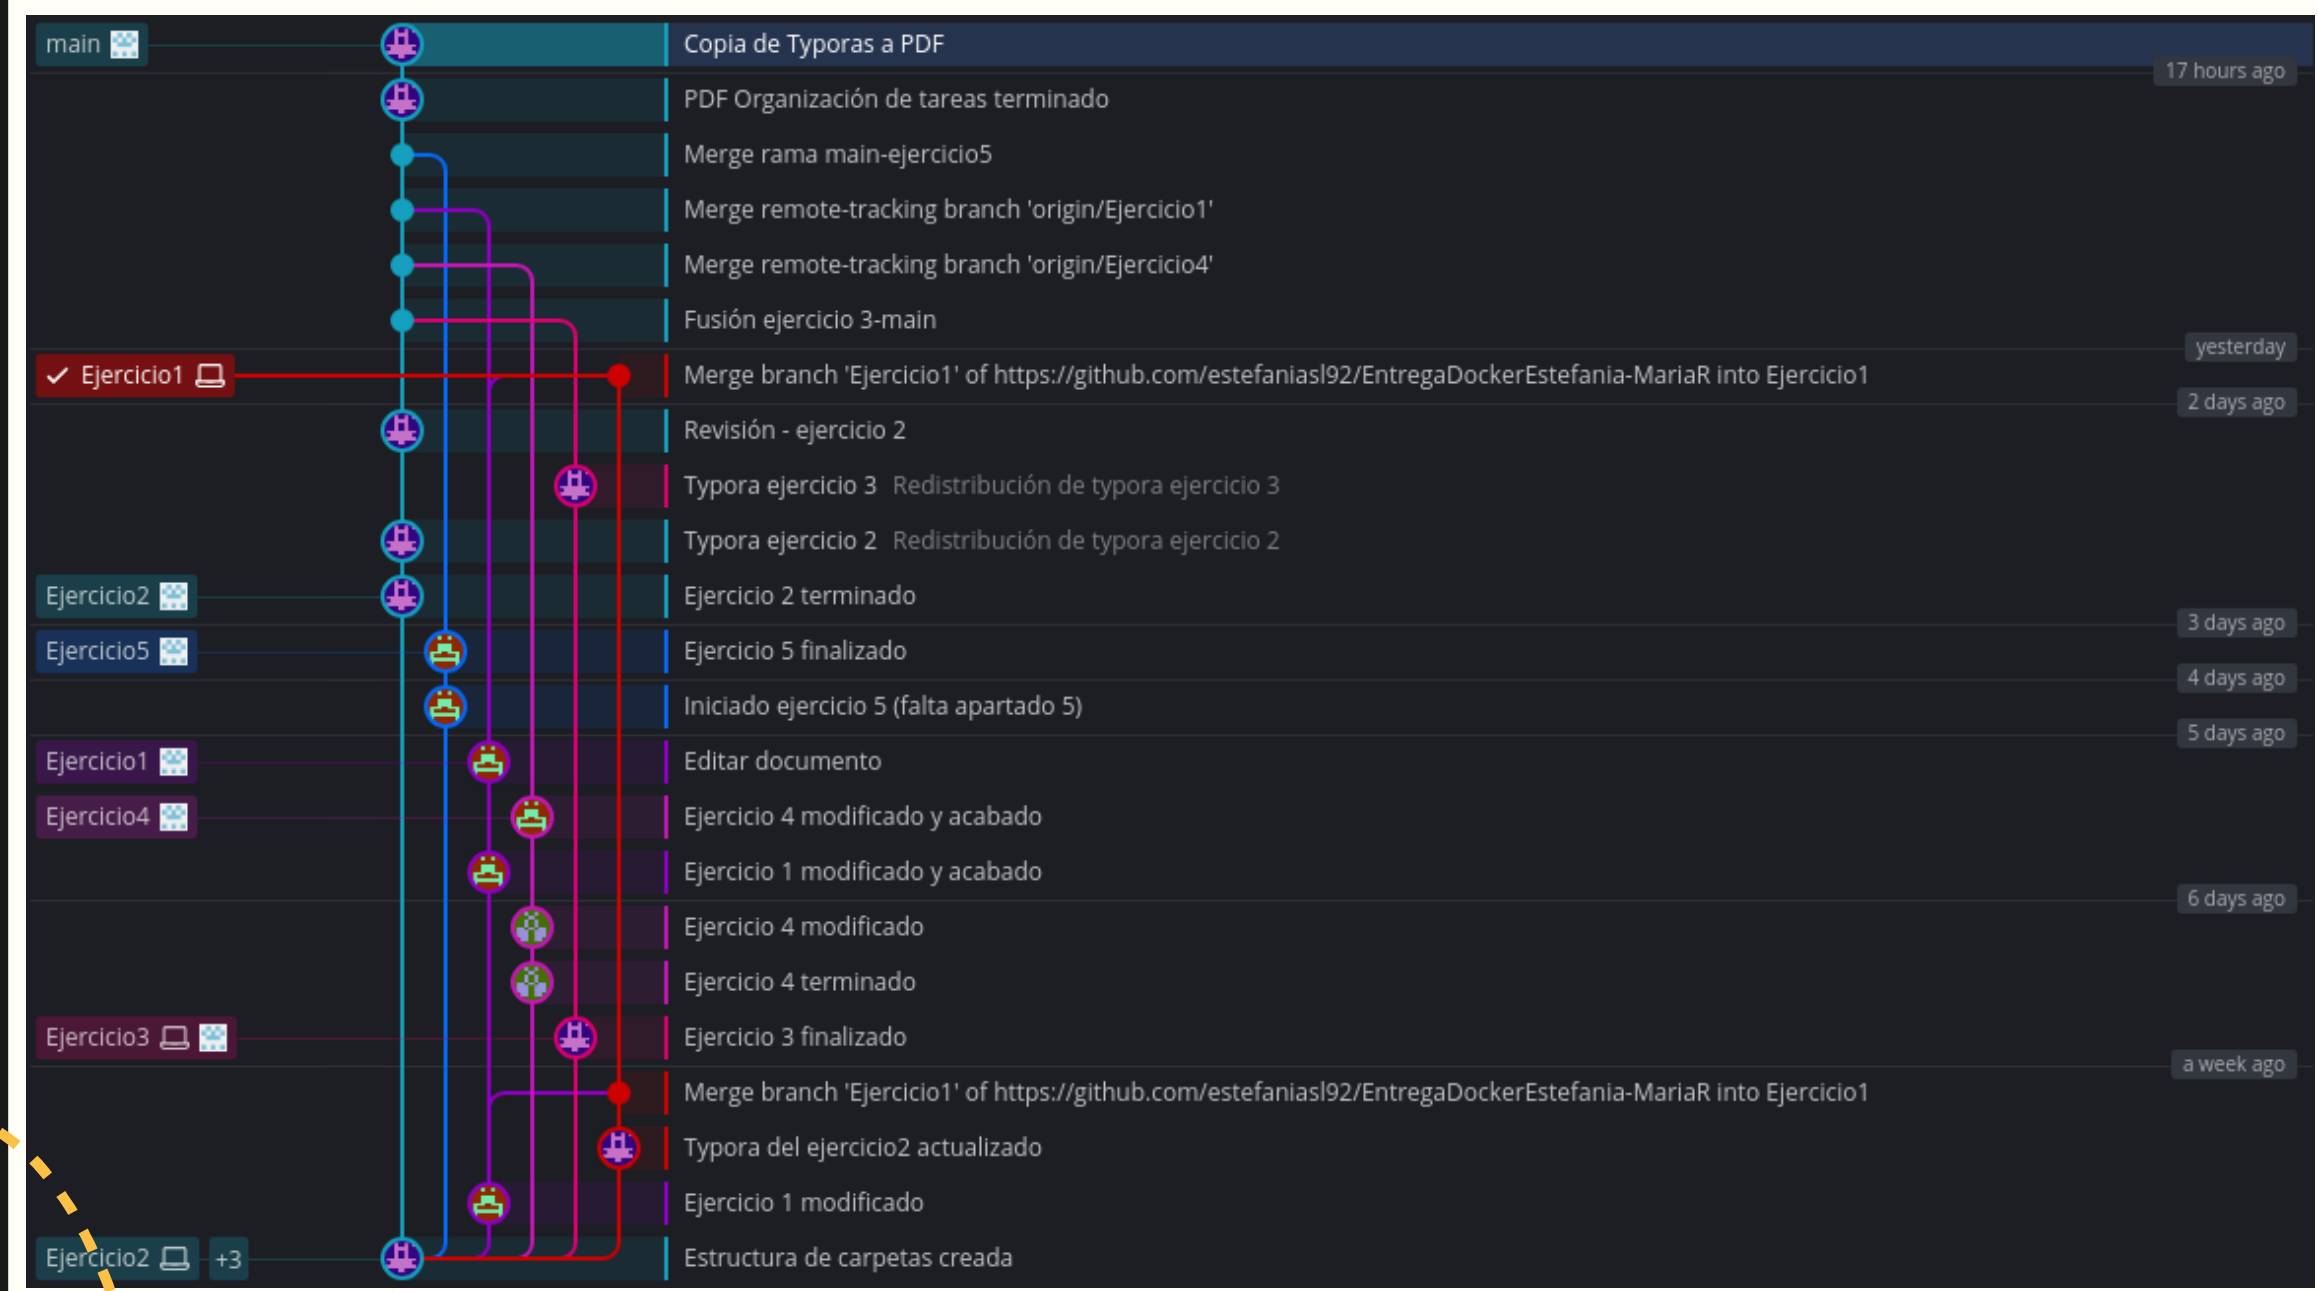 main Copia de Typoras a PDF
17 hours ago
PDF Organización de tareas terminado
Merge rama main-ejercicio5
Merge remote-tracking branch 'origin/Ejercicio1'
Merge remote-tracking branch 'origin/Ejercicio4'
Fusión ejercicio 3-main
yesterday
Ejercicio1 Merge branch 'Ejercicio1' of https://github.com/estefaniasl92/EntregaDockerEstefania-MariaR into Ejercicio1
2 days ago
Revisión - ejercicio 2
Typora ejercicio 3 Redistribución de typora ejercicio 3
Typora ejercicio 2 Redistribución de typora ejercicio 2
Ejercicio2 Ejercicio 2 terminado
3 days ago
Ejercicio5 Ejercicio 5 finalizado
4 days ago
Iniciado ejercicio 5 (falta apartado 5)
5 days ago
Ejercicio1 Editar documento
Ejercicio4 Ejercicio 4 modificado y acabado
Ejercicio 1 modificado y acabado
6 days ago
Ejercicio 4 modificado
Ejercicio 4 terminado
Ejercicio3 Ejercicio 3 finalizado
a week ago
Merge branch 'Ejercicio1' of https://github.com/estefaniasl92/EntregaDockerEstefania-MariaR into Ejercicio1
Typora del ejercicio2 actualizado
Ejercicio 1 modificado
Ejercicio2 +3 Estructura de carpetas creada